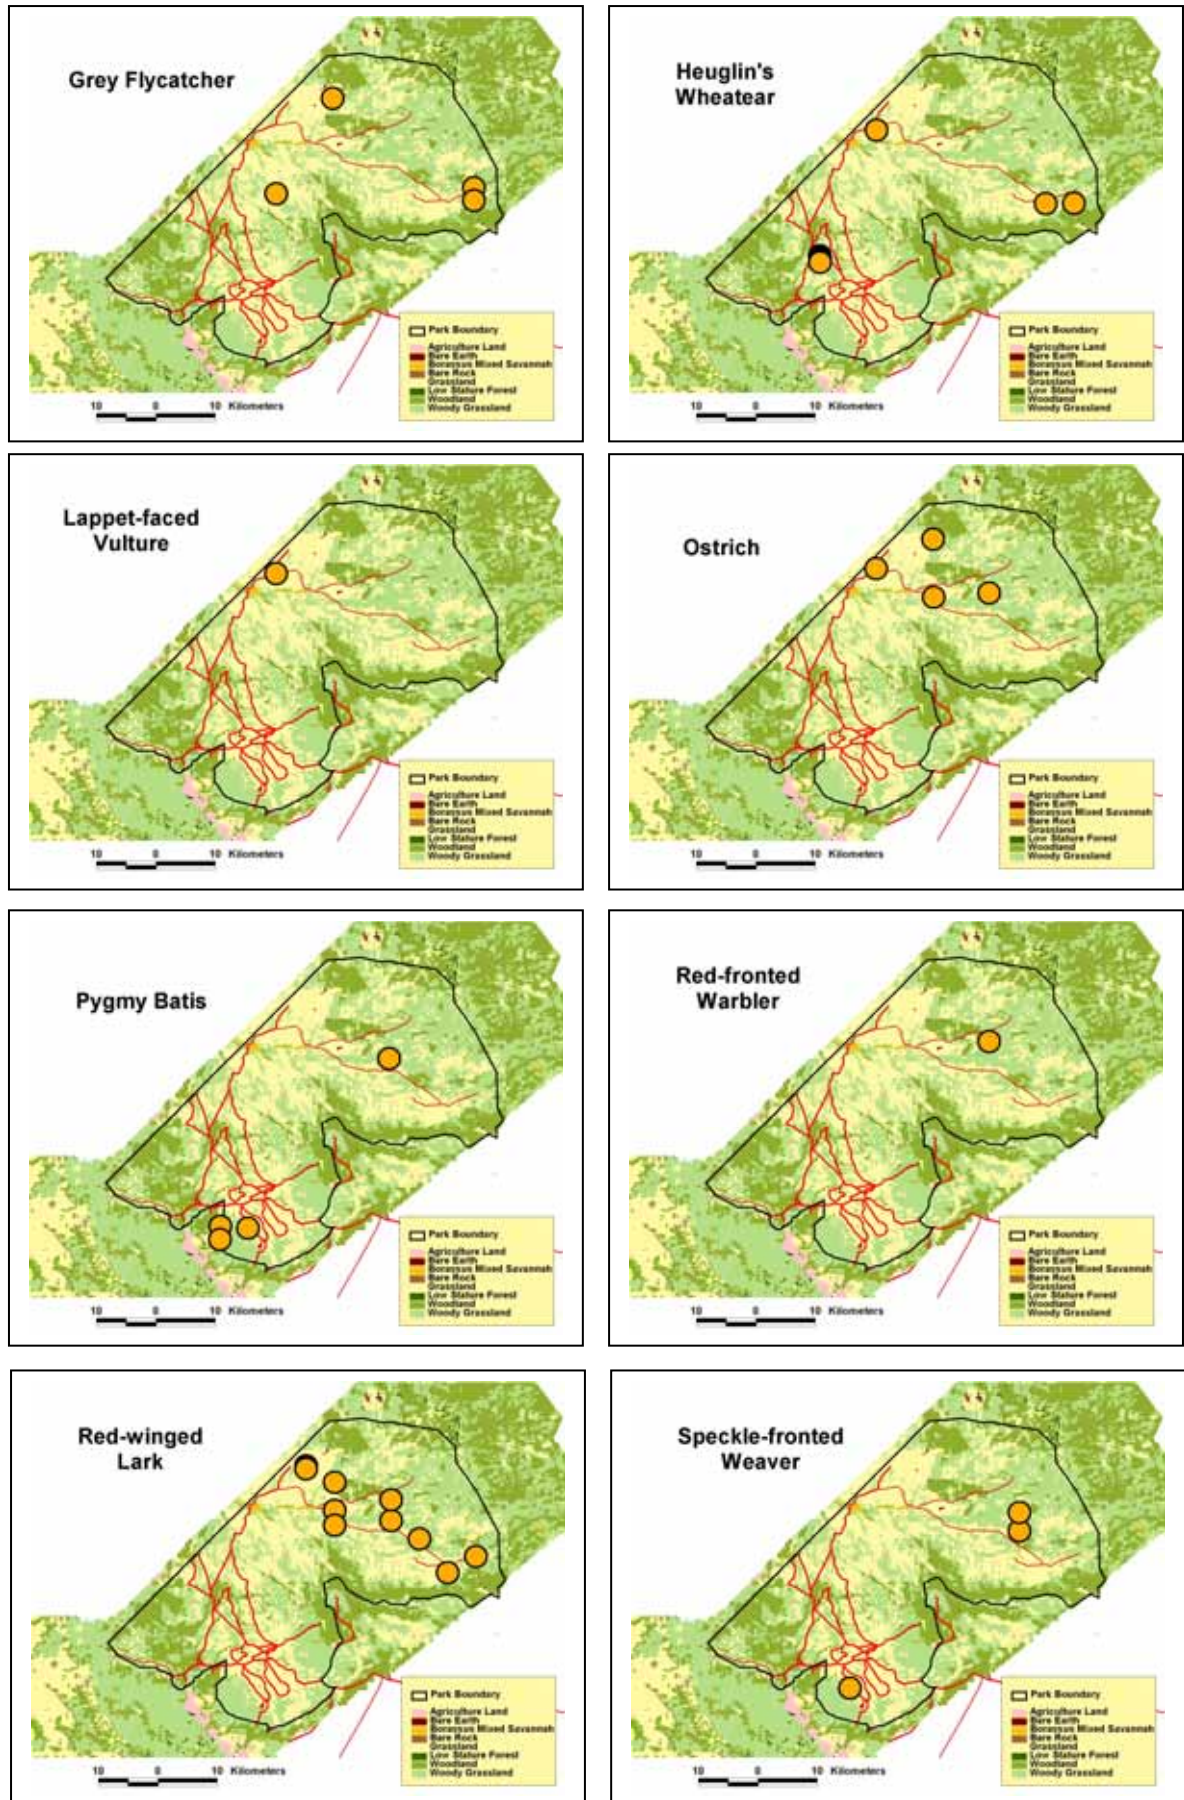 Grey Flycatcher
Park Boundary
Agriculture Land
Bare Earth
Borassus Mixed Savannah
Bare Rock
Grassland
Low Stature Forest
Woodland
Woody Grassland
10 0 10 Kilometers
Heuglin's
Wheatear
Park Boundary
Agriculture Land
Bare Earth
Borassus Mixed Savannah
Bare Rock
Grassland
Low Stature Forest
Woodland
Woody Grassland
10 0 10 Kilometers
Lappet-faced
Vulture
Park Boundary
Agriculture Land
Bare Earth
Borassus Mixed Savannah
Bare Rock
Grassland
Low Stature Forest
Woodland
Woody Grassland
10 0 10 Kilometers
Ostrich
Park Boundary
Agriculture Land
Bare Earth
Borassus Mixed Savannah
Bare Rock
Grassland
Low Stature Forest
Woodland
Woody Grassland
10 0 10 Kilometers
Pygmy Batis
Park Boundary
Agriculture Land
Bare Earth
Borassus Mixed Savannah
Bare Rock
Grassland
Low Stature Forest
Woodland
Woody Grassland
10 0 10 Kilometers
Red-fronted
Warbler
Park Boundary
Agriculture Land
Bare Earth
Borassus Mixed Savannah
Bare Rock
Grassland
Low Stature Forest
Woodland
Woody Grassland
10 0 10 Kilometers
Red-winged
Lark
Park Boundary
Agriculture Land
Bare Earth
Borassus Mixed Savannah
Bare Rock
Grassland
Low Stature Forest
Woodland
Woody Grassland
10 0 10 Kilometers
Speckle-fronted
Weaver
Park Boundary
Agriculture Land
Bare Earth
Borassus Mixed Savannah
Bare Rock
Grassland
Low Stature Forest
Woodland
Woody Grassland
10 0 10 Kilometers